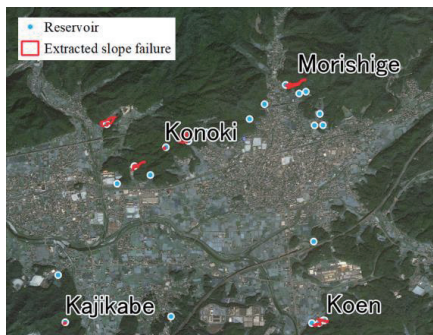 Reservoir
Extracted slope failure
Morishige
Konoki
Kajikabe
Koen